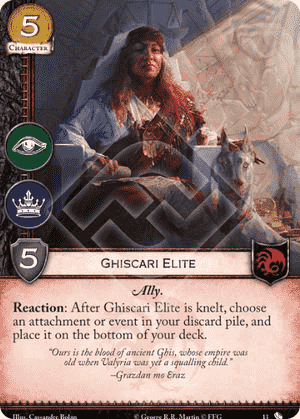 5
CHARACTER
5
GHISCARI ELITE
Ally.
Reaction: After Ghiscari Elite is knelt, choose
an attachment or event in your discard pile, and
place it on the bottom of your deck.
"Ours is the blood of ancient Ghis, whose empire was
old when Valyria was yet a squalling child."
–Grazdan mo Eraz
Illus. Cassandre Bolan © George R.R. Martin © FFG 11